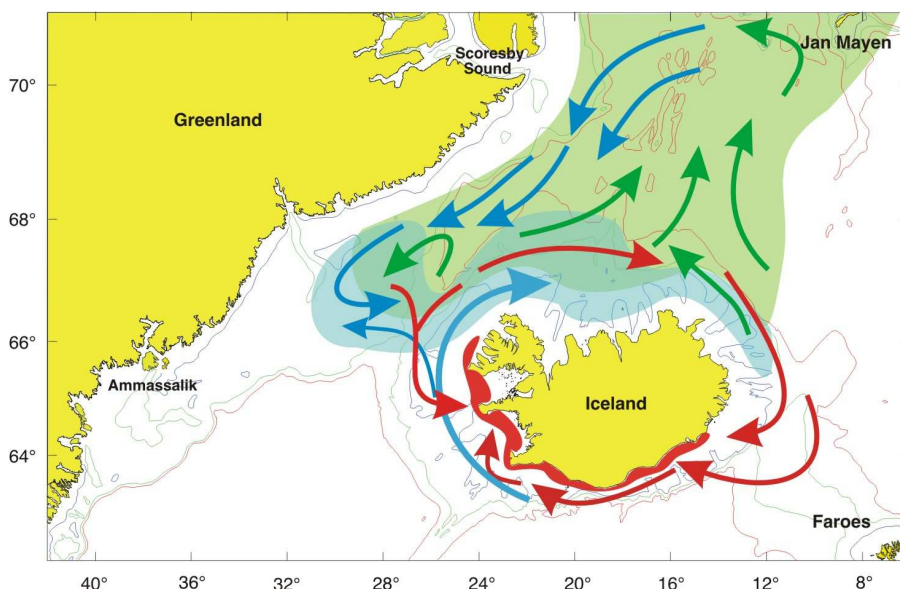 Jan Mayen
Scoresby
Sound
70°
Greenland
68°
66°
Ammassalik
Iceland
64°
Faroes
40° 36° 32° 28° 24° 20° 16° 12° 8°